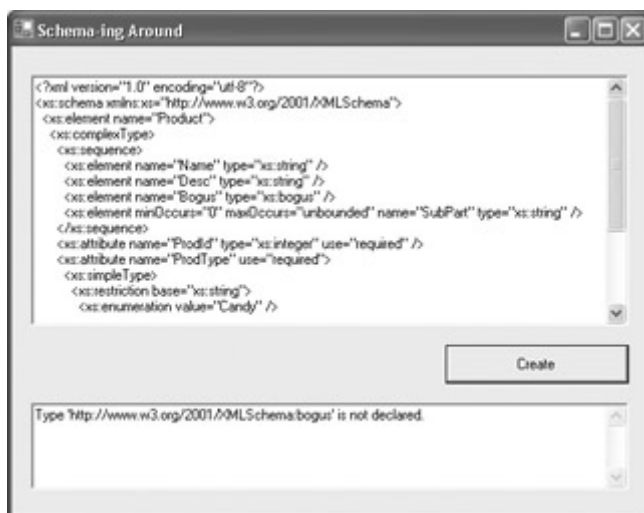 Schema-ing Around
<?xml version="1.0" encoding="utf-8"?>
<xs:schema xmlns:xs="http://www.w3.org/2001/XMLSchema">
<xs:element name="Product">
<xs:complexType>
<xs:sequence>
<xs:element name="Name" type="xs:string" />
<xs:element name="Desc" type="xs:string" />
<xs:element name="Bogus" type="xs:bogus" />
<xs:element minOccurs="0" maxOccurs="unbounded" name="SubPart" type="xs:string" />
</xs:sequence>
<xs:attribute name="ProdId" type="xs:integer" use="required" />
<xs:attribute name="ProdType" use="required">
<xs:simpleType>
<xs:restriction base="xs:string">
<xs:enumeration value="Candy" />
Create
Type 'http://www.w3.org/2001/XMLSchema:bogus' is not declared.